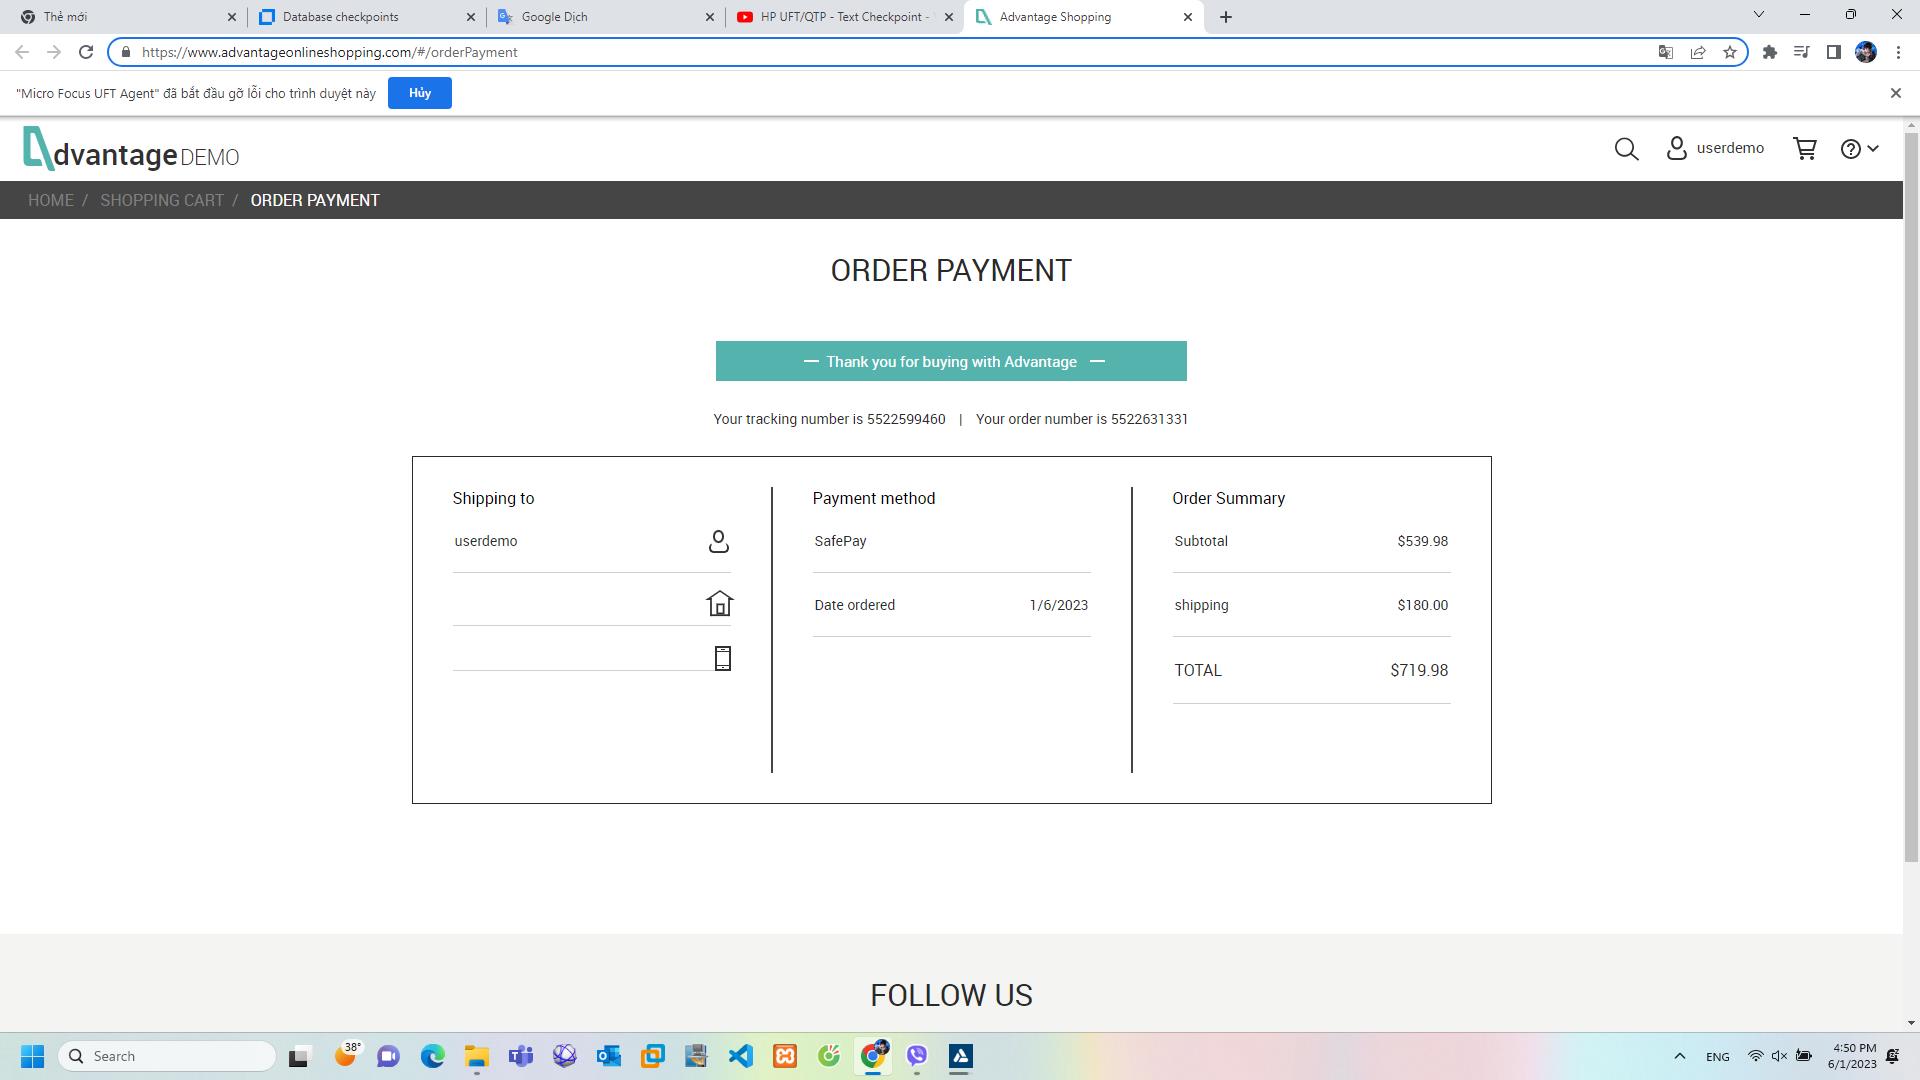 Thẻ mới
Database checkpoints
Google Dịch
HP UFT/QTP - Text Checkpoint -
Advantage Shopping
https://www.advantageonlineshopping.com/#/orderPayment
"Micro Focus UFT Agent" đã bắt đầu gỡ lỗi cho trình duyệt này
Hủy
dvantage DEMO
userdemo
HOME / SHOPPING CART / ORDER PAYMENT
ORDER PAYMENT
— Thank you for buying with Advantage —
Your tracking number is 5522599460 | Your order number is 5522631331
Shipping to
userdemo
Payment method
SafePay
Date ordered 1/6/2023
Order Summary
Subtotal $539.98
shipping $180.00
TOTAL $719.98
FOLLOW US
Search
38°
ENG
4:50 PM
6/1/2023